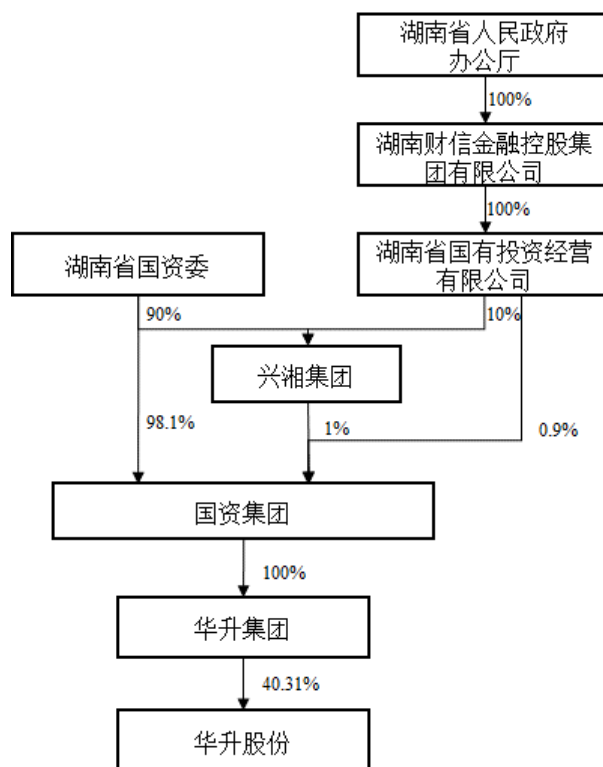 湖南省人民政府
办公厅
100%
湖南财信金融控股集
团有限公司
100%
湖南省国资委
湖南省国有投资经营
有限公司
90%
10%
兴湘集团
98.1%
1%
0.9%
国资集团
100%
华升集团
40.31%
华升股份